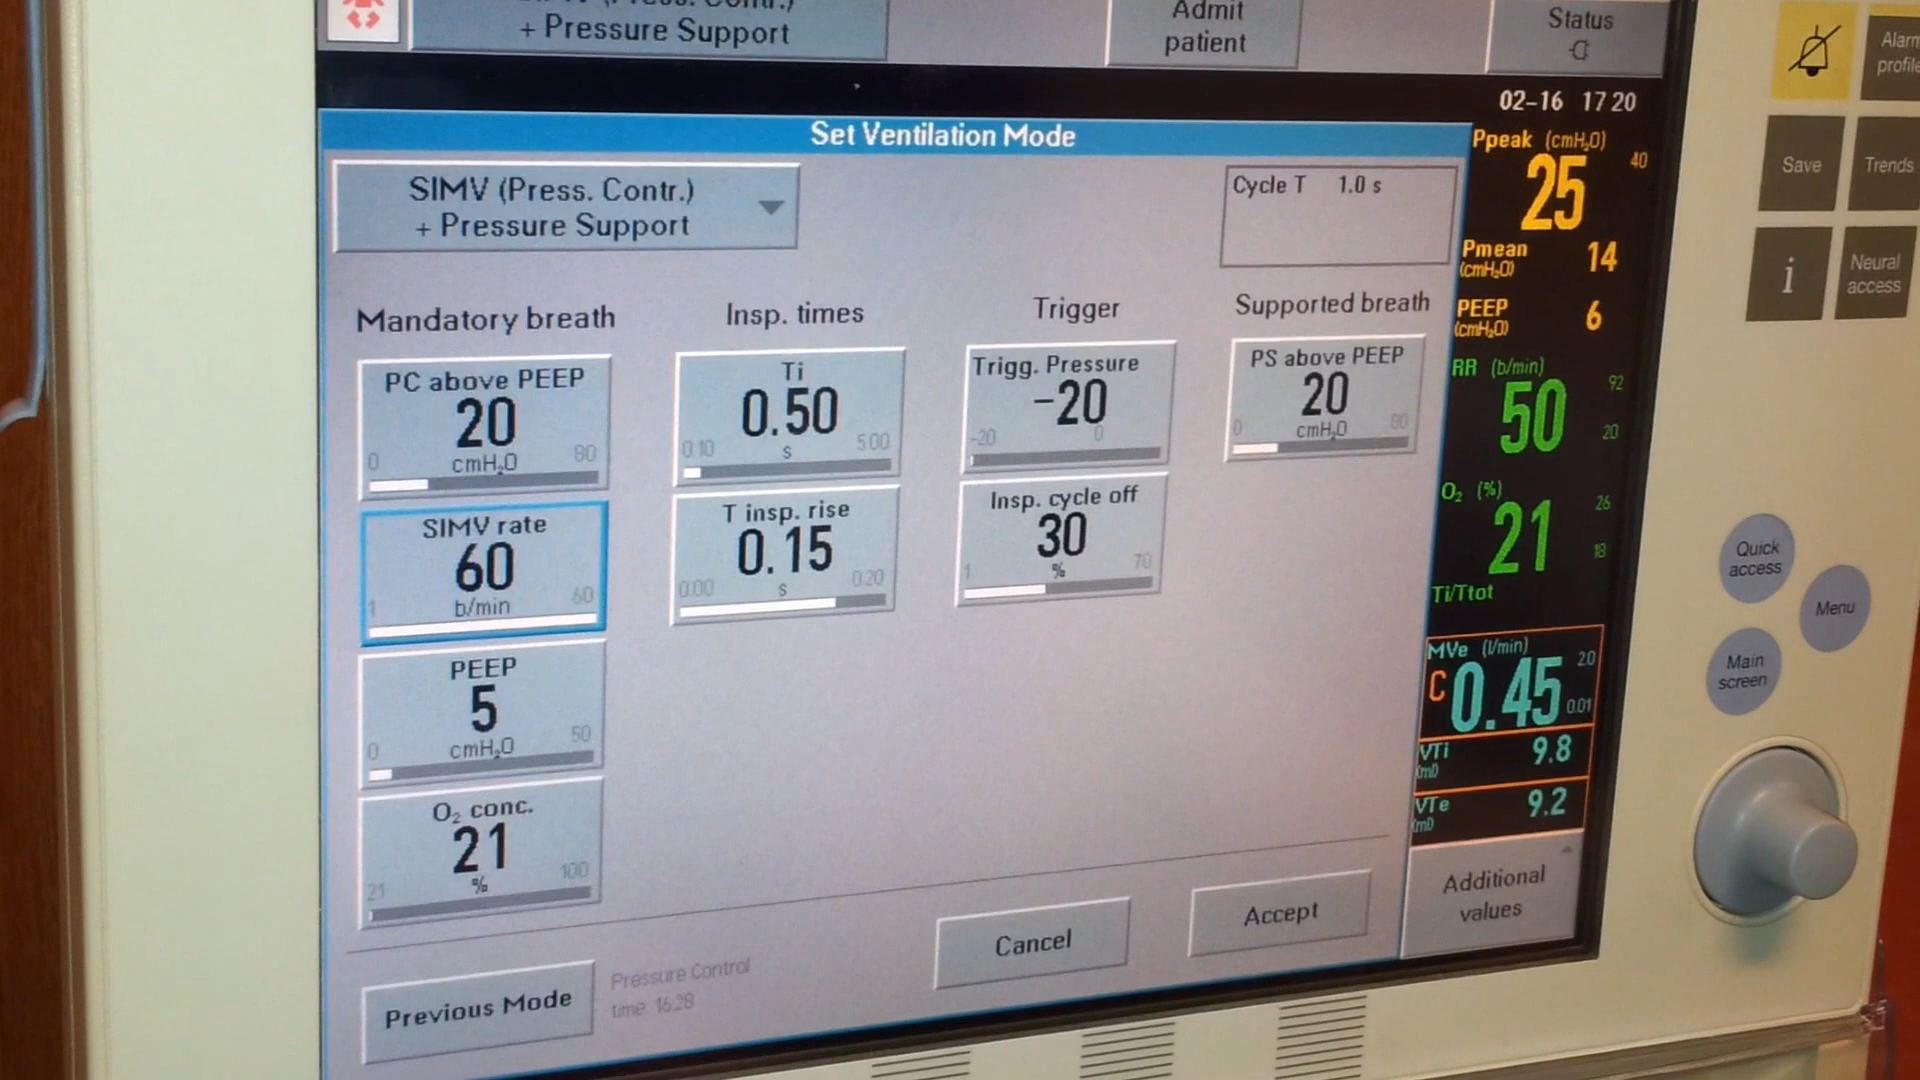 + Pressure Support
Admit
patient
Status
Alarm
profile
02-16 17 20
Set Ventilation Mode
SIMV (Press. Contr.)
+ Pressure Support
Cycle T 1.0 s
Mandatory breath
Insp. times
Trigger
Supported breath
PC above PEEP
20
0 cmH₂O 80
SIMV rate
60
1 b/min 60
PEEP
5
0 cmH₂O 50
O₂ conc.
21
21 % 100
Ti
0.50
0.10 s 5.00
T insp. rise
0.15
0.00 s 0.20
Trigg. Pressure
-20
-20 0
Insp. cycle off
30
1 % 70
PS above PEEP
20
0 cmH₂O 80
Previous Mode
Pressure Control
time: 16:28
Cancel
Accept
Ppeak (cmH₂O)
25 40
Pmean 14
(cmH₂O)
PEEP 6
(cmH₂O)
RR (b/min)
50 92
20
O₂ (%)
21 26
18
Ti/Ttot
MVe (l/min)
C 0.45 2.0
0.01
VTi 9.8
(ml)
VTe 9.2
(ml)
Additional
values
Save
Trends
i
Neural
access
Quick
access
Menu
Main
screen